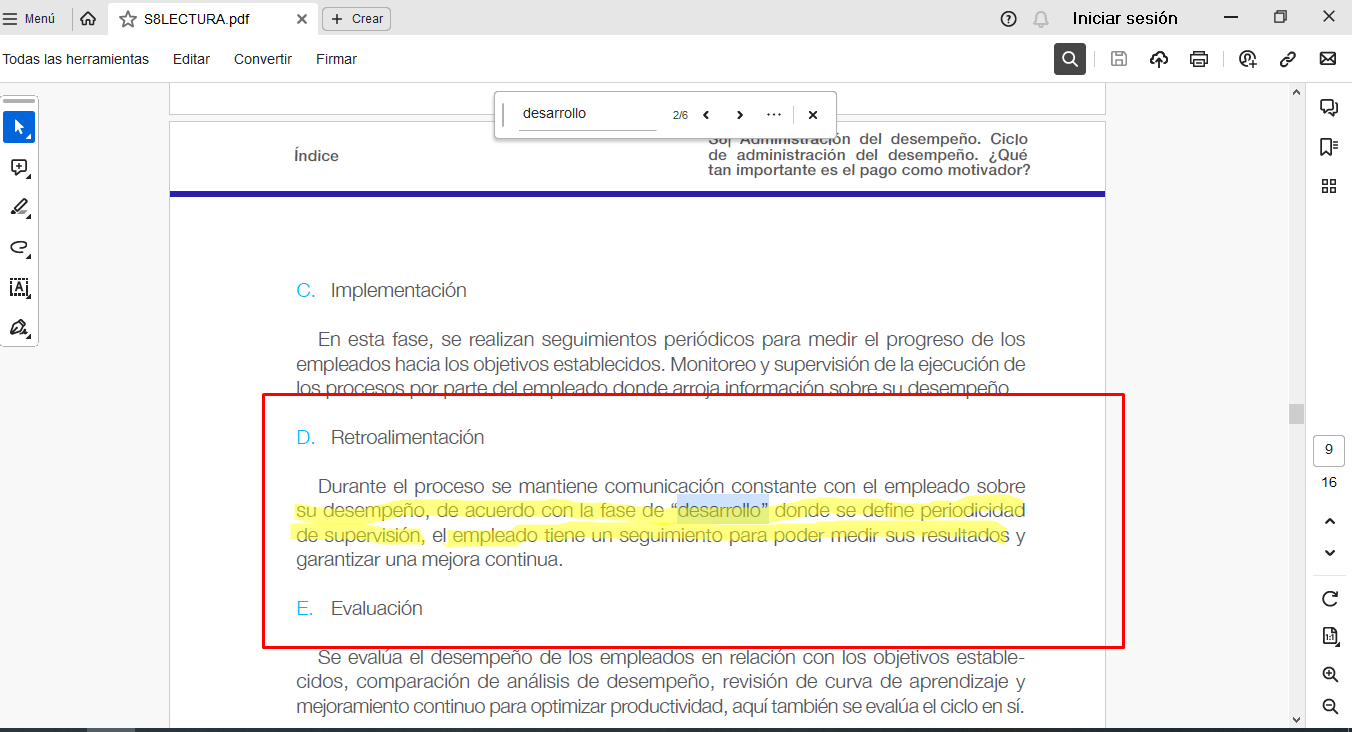 Menú
S8LECTURA.pdf
Crear
Iniciar sesión
Todas las herramientas
Editar
Convertir
Firmar
desarrollo
2/6
Índice
S8| Administración del desempeño. Ciclo
de administración del desempeño. ¿Qué
tan importante es el pago como motivador?
C. Implementación
En esta fase, se realizan seguimientos periódicos para medir el progreso de los
empleados hacia los objetivos establecidos. Monitoreo y supervisión de la ejecución de
los procesos por parte del empleado donde arroja información sobre su desempeño
D. Retroalimentación
Durante el proceso se mantiene comunicación constante con el empleado sobre
su desempeño, de acuerdo con la fase de “desarrollo” donde se define periodicidad
de supervisión, el empleado tiene un seguimiento para poder medir sus resultados y
garantizar una mejora continua.
E. Evaluación
Se evalúa el desempeño de los empleados en relación con los objetivos estable-
cidos, comparación de análisis de desempeño, revisión de curva de aprendizaje y
mejoramiento continuo para optimizar productividad, aquí también se evalúa el ciclo en sí.
9
16